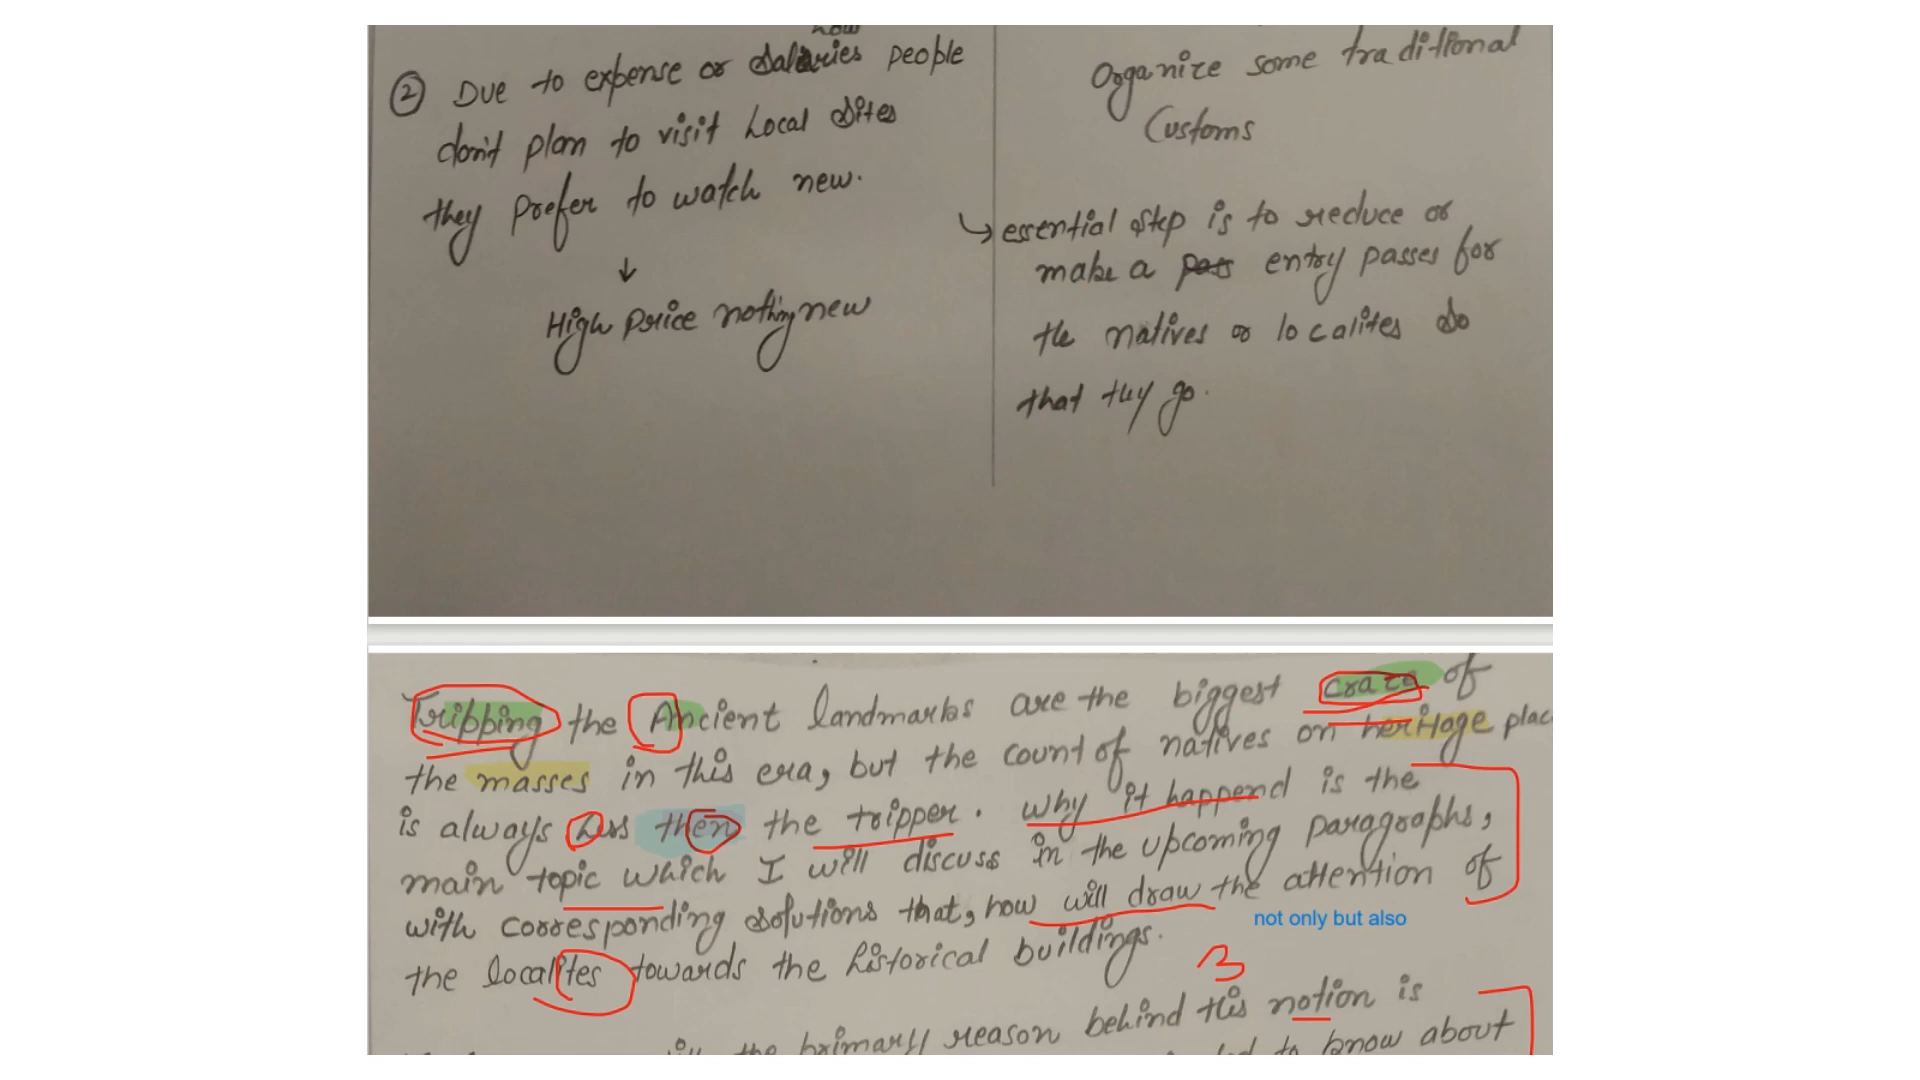 ② Due to expense or Salaries people
don't plan to visit Local Sites
they prefer to watch new.
↓
High price nothing new
Organize some traditional
Customs
↳ essential step is to reduce or
make a entry passes for
the natives or localites so
that they go.
Tripping the Ancient landmarks are the biggest craze of
the masses in this era, but the count of natives on heritage plac
is always Less then the tripper. Why it happend is the
main topic which I will discuss in the upcoming paragraphs,
with corresponding solutions that, how will draw the attention of
not only but also
the localites towards the historical buildings.
the primary reason behind this notion is
to know about